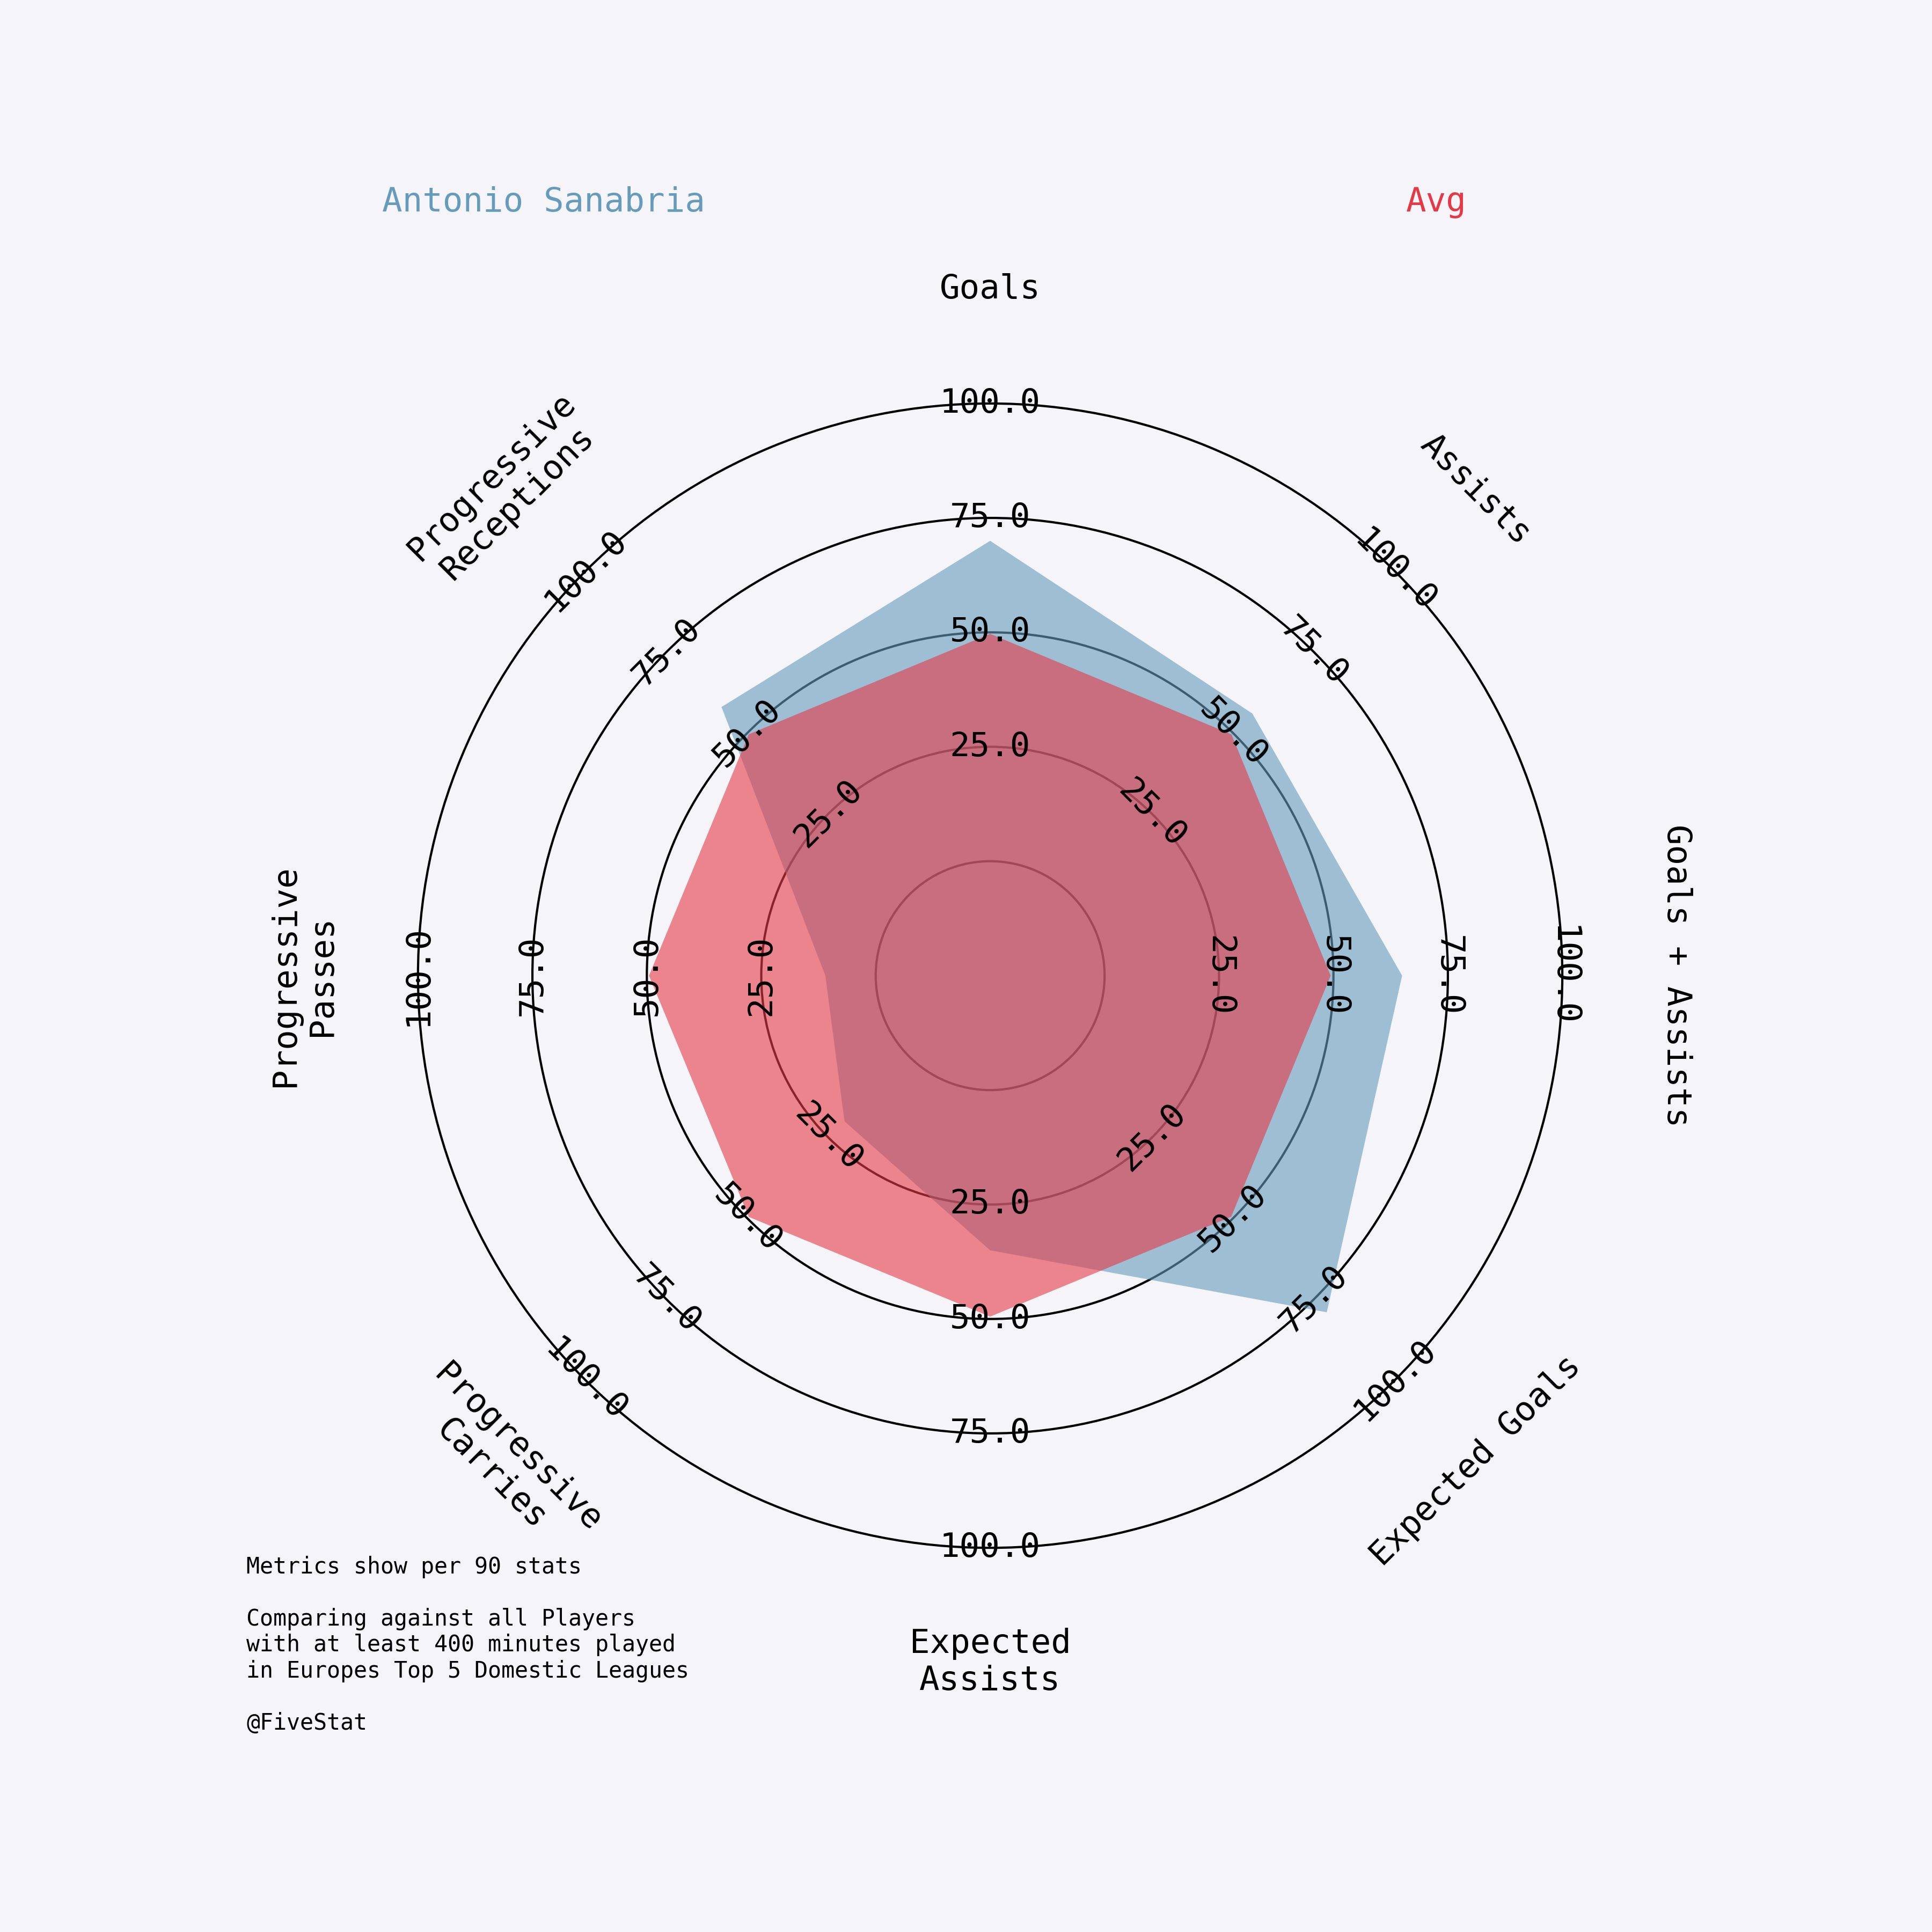 Antonio Sanabria
Avg
Goals
Assists
Goals + Assists
Expected Goals
Expected
Assists
Progressive
Carries
Progressive
Passes
Progressive
Receptions
25.0
50.0
75.0
100.0
25.0
50.0
75.0
100.0
25.0
50.0
75.0
100.0
25.0
50.0
75.0
100.0
25.0
50.0
75.0
100.0
25.0
50.0
75.0
100.0
25.0
50.0
75.0
100.0
25.0
50.0
75.0
100.0
Metrics show per 90 stats
Comparing against all Players
with at least 400 minutes played
in Europes Top 5 Domestic Leagues
@FiveStat